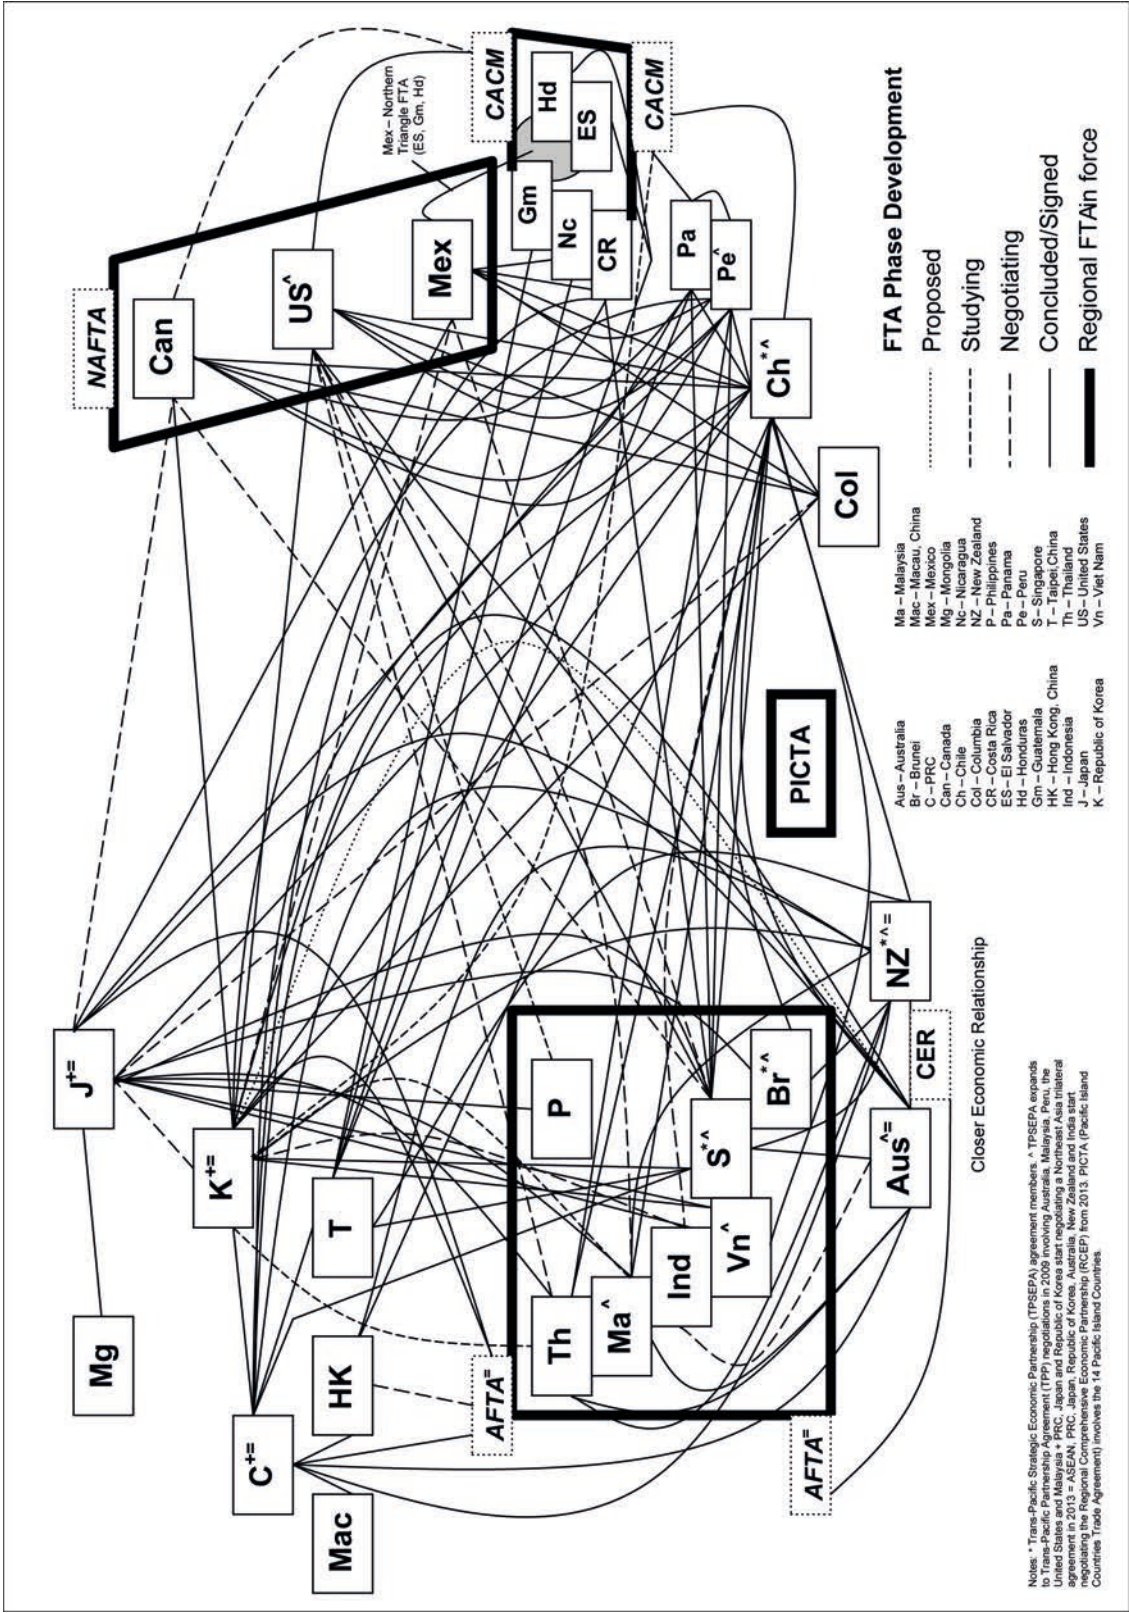 Mg
J+=
NAFTA
Can
US^
Mex
Mex – Northern
Triangle FTA
(ES, Gm, Hd)
CACM
Hd
ES
Gm
Nc
CR
CACM
Pa
Pe^
Ch*^
Col
C+=
K+=
Mac
HK
T
AFTA=
Th
P
Ma^
Ind
S*^
Vn^
Br*^
AFTA=
PICTA
Aus^=
CER
NZ*^=
Closer Economic Relationship
FTA Phase Development
Proposed
Studying
Negotiating
Concluded/Signed
Regional FTAin force
Aus – Australia
Br – Brunei
C – PRC
Can – Canada
Ch – Chile
Col – Columbia
CR – Costa Rica
ES – El Salvador
Hd – Honduras
Gm – Guatemala
HK – Hong Kong, China
Ind – Indonesia
J – Japan
K – Republic of Korea
Ma – Malaysia
Mac – Macau, China
Mex – Mexico
Mg – Mongolia
Nc – Nicaragua
NZ – New Zealand
P – Philippines
Pa – Panama
Pe – Peru
S – Singapore
T – Taipei,China
Th – Thailand
US – United States
Vn – Viet Nam
Notes: * Trans-Pacific Strategic Economic Partnership (TPSEPA) agreement members. ^ TPSEPA expands
to Trans-Pacific Partnership Agreement (TPP) negotiations in 2009 involving Australia, Malaysia, Peru, the
United States and Malaysia + PRC, Japan and Republic of Korea start negotiating a Northeast Asia trilateral
agreement in 2013 = ASEAN, PRC, Japan, Republic of Korea, Australia, New Zealand and India start
negotiating the Regional Comprehensive Economic Partnership (RCEP) from 2013. PICTA (Pacific Island
Countries Trade Agreement) involves the 14 Pacific Island Countries.